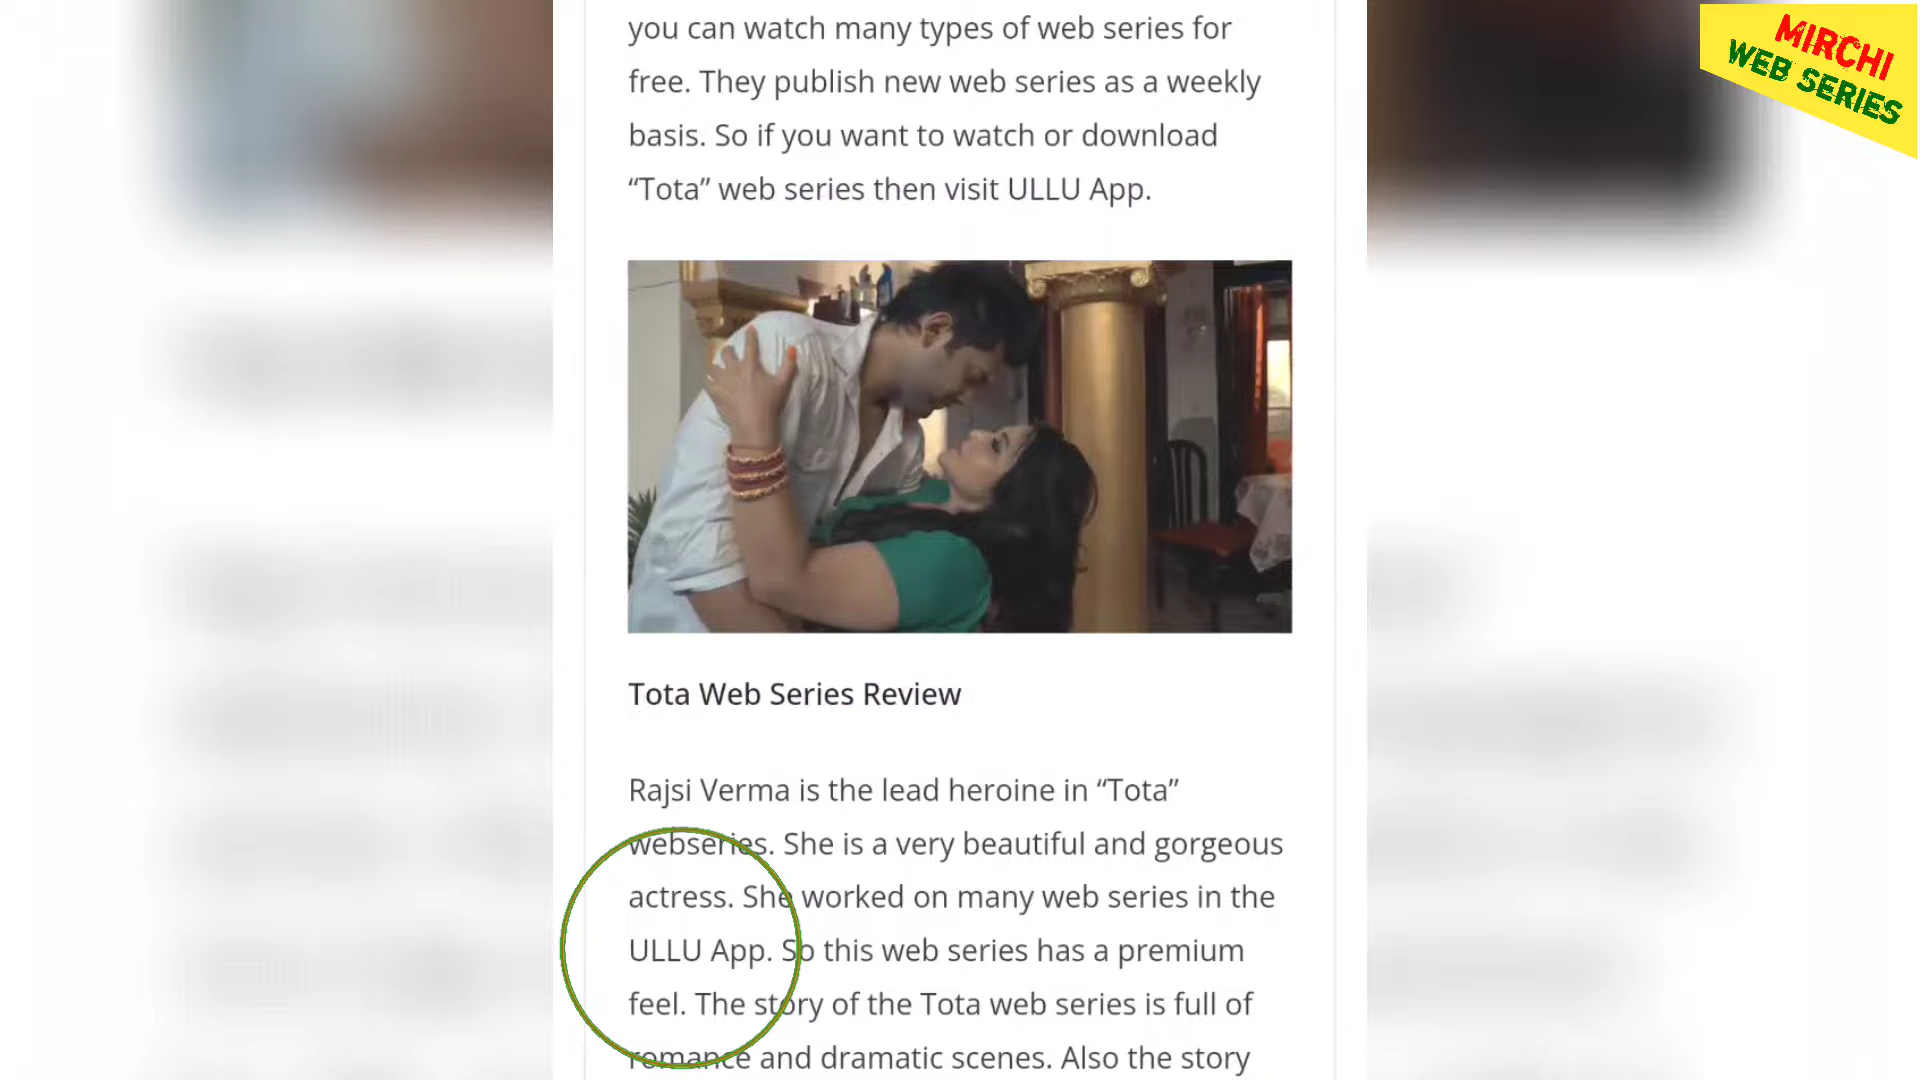 you can watch many types of web series for
free. They publish new web series as a weekly
basis. So if you want to watch or download
“Tota” web series then visit ULLU App.
MIRCHI
WEB SERIES
Tota Web Series Review
Rajsi Verma is the lead heroine in “Tota”
webseries. She is a very beautiful and gorgeous
actress. She worked on many web series in the
ULLU App. So this web series has a premium
feel. The story of the Tota web series is full of
romance and dramatic scenes. Also the story